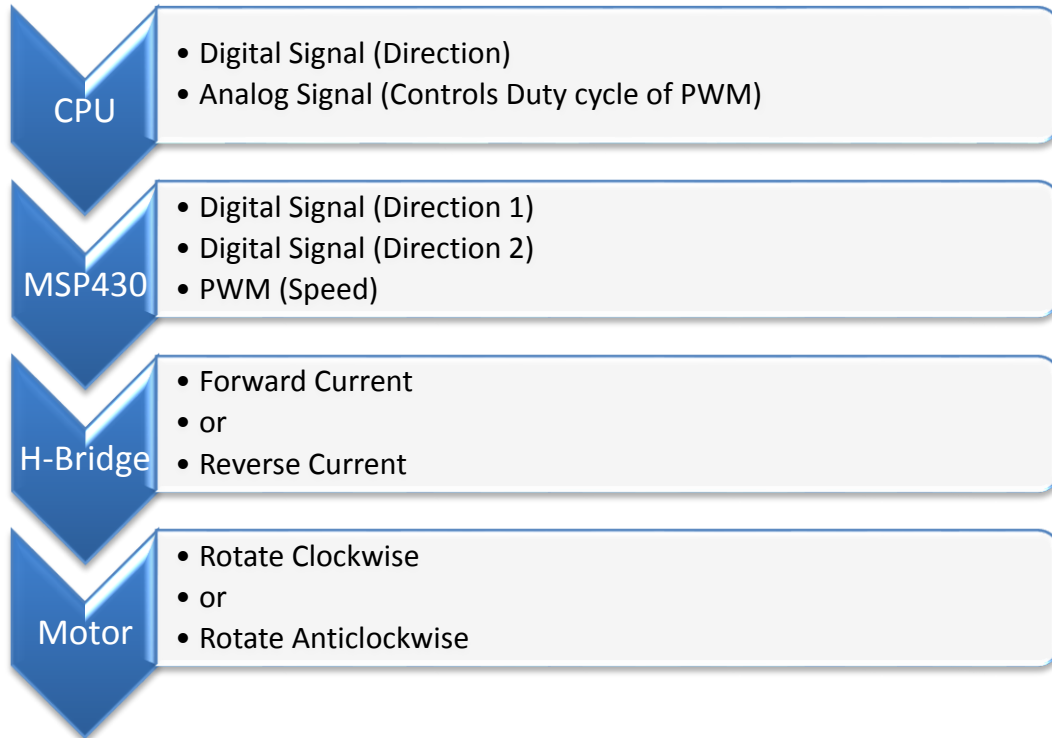 CPU
• Digital Signal (Direction)
• Analog Signal (Controls Duty cycle of PWM)
MSP430
• Digital Signal (Direction 1)
• Digital Signal (Direction 2)
• PWM (Speed)
H-Bridge
• Forward Current
• or
• Reverse Current
Motor
• Rotate Clockwise
• or
• Rotate Anticlockwise